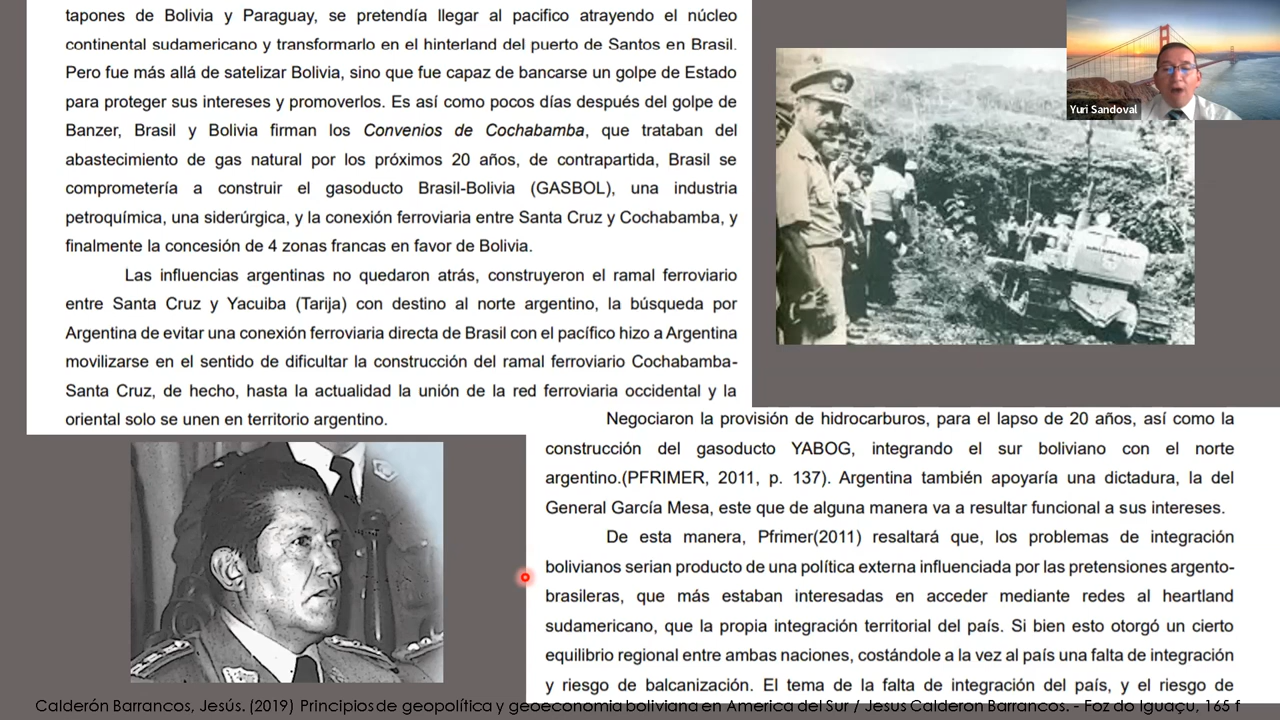 tapones de Bolivia y Paraguay, se pretendía llegar al pacifico atrayendo el núcleo
continental sudamericano y transformarlo en el hinterland del puerto de Santos en Brasil.
Pero fue más allá de satelizar Bolivia, sino que fue capaz de bancarse un golpe de Estado
para proteger sus intereses y promoverlos. Es así como pocos días después del golpe de
Banzer, Brasil y Bolivia firman los Convenios de Cochabamba, que trataban del
abastecimiento de gas natural por los próximos 20 años, de contrapartida, Brasil se
comprometería a construir el gasoducto Brasil-Bolivia (GASBOL), una industria
petroquímica, una siderúrgica, y la conexión ferroviaria entre Santa Cruz y Cochabamba, y
finalmente la concesión de 4 zonas francas en favor de Bolivia.
Las influencias argentinas no quedaron atrás, construyeron el ramal ferroviario
entre Santa Cruz y Yacuiba (Tarija) con destino al norte argentino, la búsqueda por
Argentina de evitar una conexión ferroviaria directa de Brasil con el pacífico hizo a Argentina
movilizarse en el sentido de dificultar la construcción del ramal ferroviario Cochabamba-
Santa Cruz, de hecho, hasta la actualidad la unión de la red ferroviaria occidental y la
oriental solo se unen en territorio argentino.
Yuri Sandoval
Negociaron la provisión de hidrocarburos, para el lapso de 20 años, así como la
construcción del gasoducto YABOG, integrando el sur boliviano con el norte
argentino.(PFRIMER, 2011, p. 137). Argentina también apoyaría una dictadura, la del
General García Mesa, este que de alguna manera va a resultar funcional a sus intereses.
De esta manera, Pfrimer(2011) resaltará que, los problemas de integración
bolivianos serian producto de una política externa influenciada por las pretensiones argento-
brasileras, que más estaban interesadas en acceder mediante redes al heartland
sudamericano, que la propia integración territorial del país. Si bien esto otorgó un cierto
equilibrio regional entre ambas naciones, costándole a la vez al país una falta de integración
y riesgo de balcanización. El tema de la falta de integración del país, y el riesgo de
Calderón Barrancos, Jesús. (2019) Principios de geopolítica y geoeconomia boliviana en America del Sur / Jesus Calderon Barrancos. - Foz do Iguaçu, 165 f